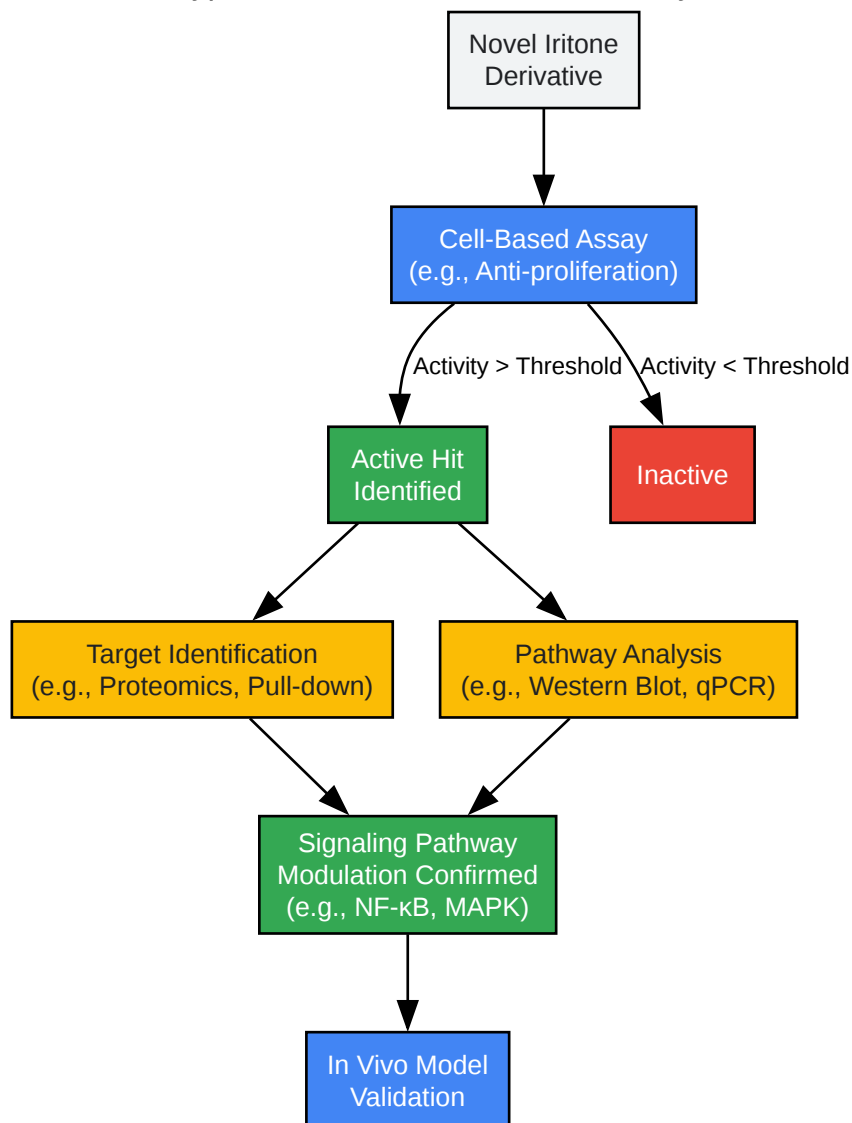 Novel Iritone
Derivative
Cell-Based Assay
(e.g., Anti-proliferation)
Activity > Threshold
Activity < Threshold
Active Hit
Identified
Inactive
Target Identification
(e.g., Proteomics, Pull-down)
Pathway Analysis
(e.g., Western Blot, qPCR)
Signaling Pathway
Modulation Confirmed
(e.g., NF-κB, MAPK)
In Vivo Model
Validation